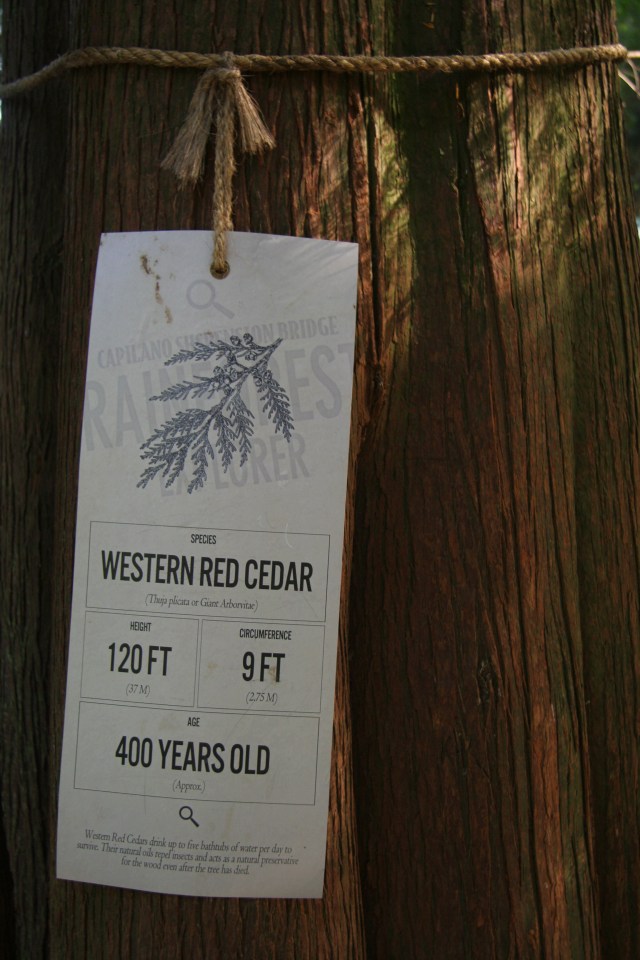 CAPILANO SUSPENSION BRIDGE
RAINFOREST
EXPLORER
SPECIES
WESTERN RED CEDAR
(Thuja plicata or Giant Arborvitae)
HEIGHT
120 FT
(37 M)
CIRCUMFERENCE
9 FT
(2.75 M)
AGE
400 YEARS OLD
(Approx.)
Western Red Cedars drink up to five bathtubs of water per day to
survive. Their natural oils repel insects and acts as a natural preservative
for the wood even after the tree has died.